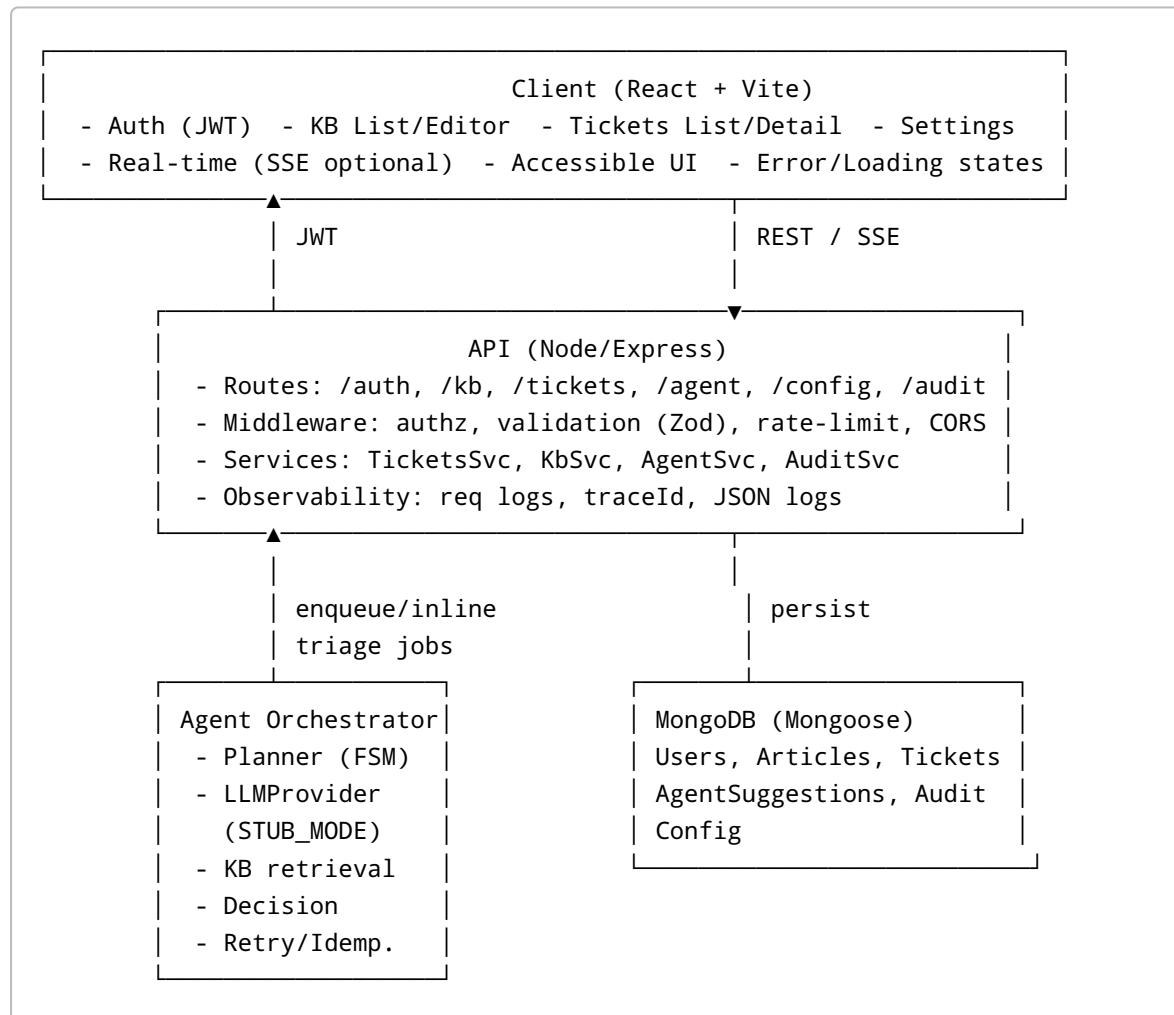 Client (React + Vite)
- Auth (JWT) - KB List/Editor - Tickets List/Detail - Settings
- Real-time (SSE optional) - Accessible UI - Error/Loading states
JWT
REST / SSE
API (Node/Express)
- Routes: /auth, /kb, /tickets, /agent, /config, /audit
- Middleware: authz, validation (Zod), rate-limit, CORS
- Services: TicketsSvc, KbSvc, AgentSvc, AuditSvc
- Observability: req logs, traceId, JSON logs
enqueue/inline
triage jobs
persist
Agent Orchestrator
- Planner (FSM)
- LLMProvider
(STUB_MODE)
- KB retrieval
- Decision
- Retry/Idemp.
MongoDB (Mongoose)
Users, Articles, Tickets
AgentSuggestions, Audit
Config